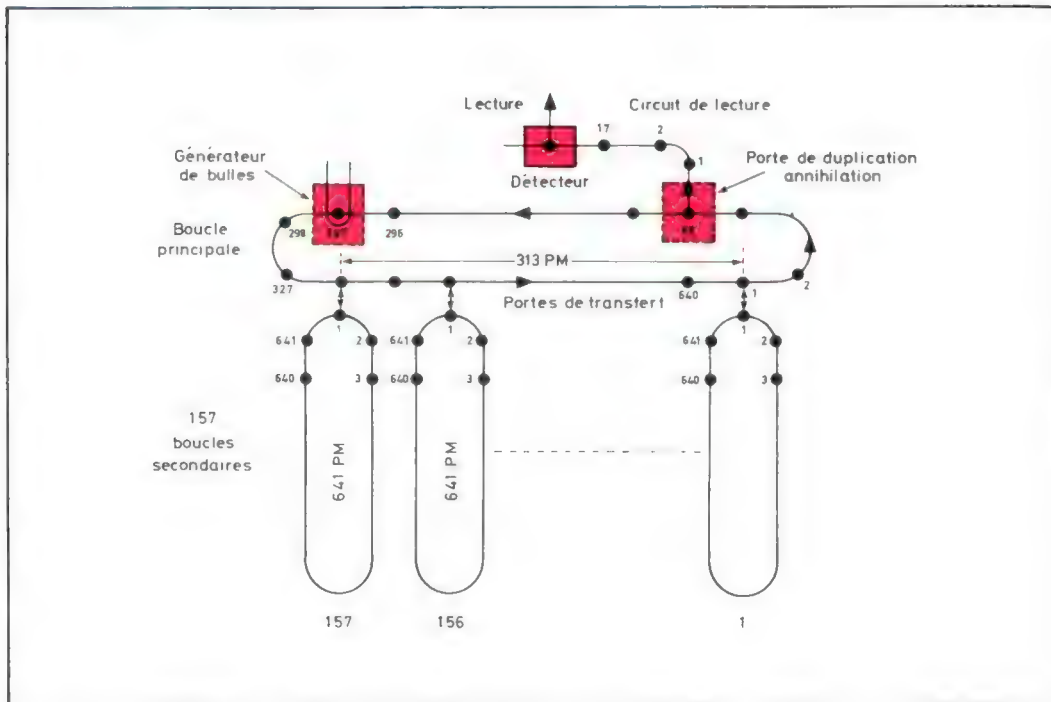 Lecture
Circuit de lecture
17
2
1
Générateur
de bulles
Détecteur
Porte de duplication
annihilation
298
296
Boucle
principale
313 PM
327
Portes de transfert
640
1
2
1
1
1
641
2
641
2
641
2
640
3
640
3
640
3
157
boucles
secondaires
641 PM
641 PM
157
156
1